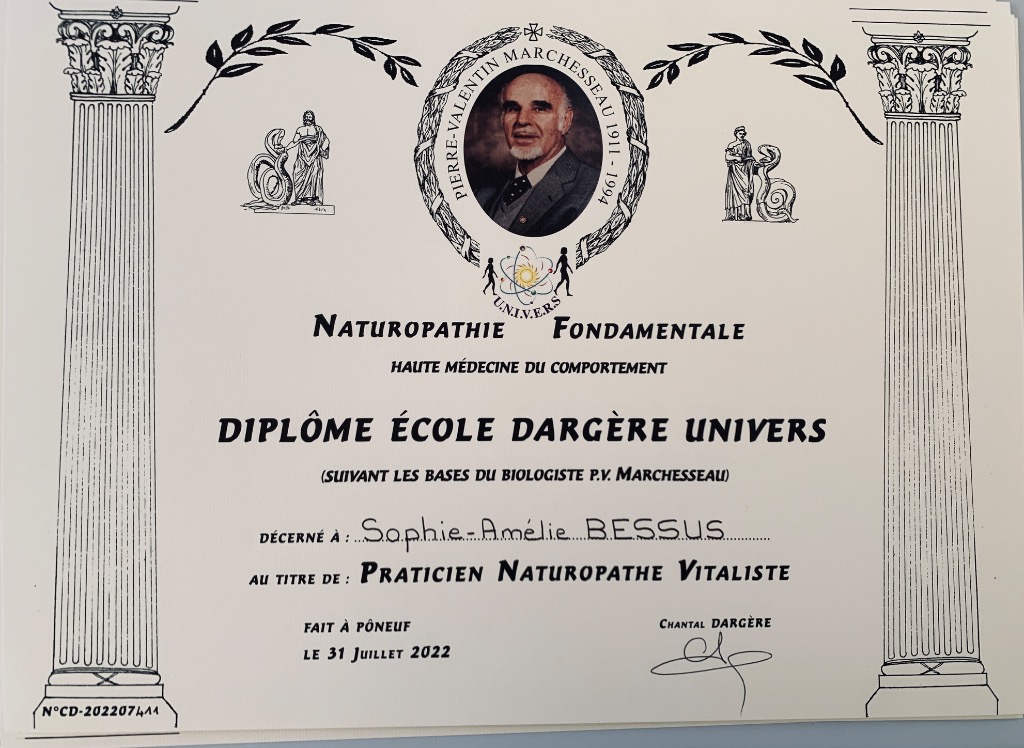 PIERRE-VALENTIN MARCHESSEAU 1911 - 1994
U.N.I.V.E.R.S
NATUROPATHIE FONDAMENTALE
HAUTE MÉDECINE DU COMPORTEMENT
DIPLÔME ÉCOLE DARGÈRE UNIVERS
(SUIVANT LES BASES DU BIOLOGISTE P.V. MARCHESSEAU)
DÉCERNÉ À : Sophie-Amélie BESSUS
AU TITRE DE : PRATICIEN NATUROPATHE VITALISTE
FAIT À PÔNEUF
LE 31 JUILLET 2022
CHANTAL DARGÈRE
N°CD-202207411